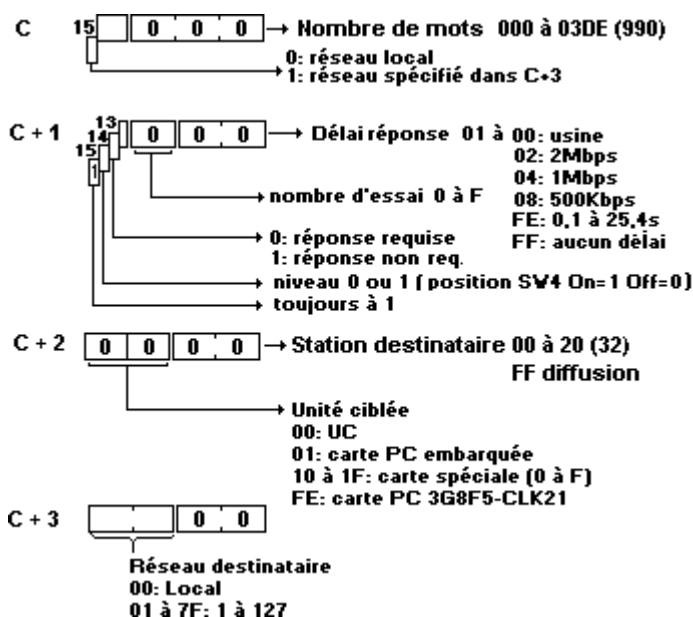 C 15 0 0 0 Nombre de mots 000 à 03DE (990)
0: réseau local
1: réseau spécifié dans C+3
C + 1 15 14 13 1 0 0 0 Délai réponse 01 à 00: usine
02: 2Mbps
04: 1Mbps
08: 500Kbps
FE: 0,1 à 25,4s
FF: aucun délai
nombre d'essai 0 à F
0: réponse requise
1: réponse non req.
niveau 0 ou 1 ( position SW4 On=1 Off=0)
toujours à 1
C + 2 0 0 0 0 Station destinataire 00 à 20 (32)
FF diffusion
Unité ciblée
00: UC
01: carte PC embarquée
10 à 1F: carte spéciale (0 à F)
FE: carte PC 3G8F5-CLK21
C + 3 0 0
Réseau destinataire
00: Local
01 à 7F: 1 à 127